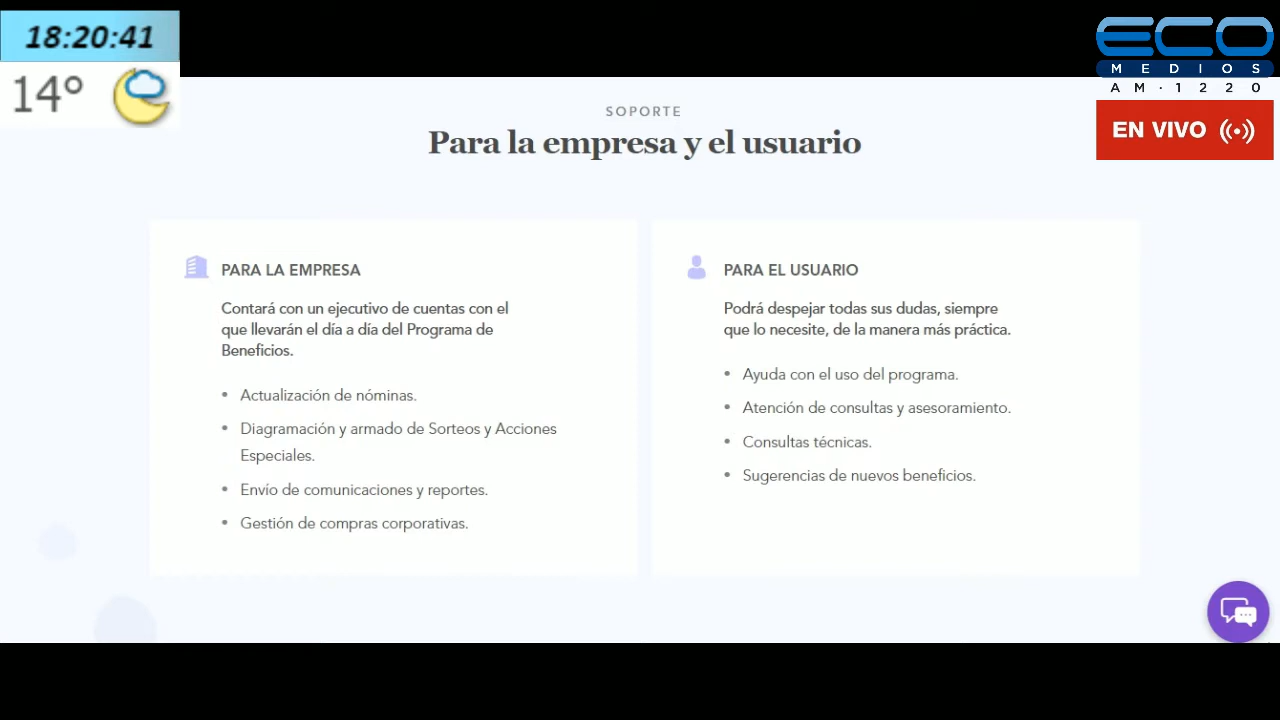 18:20:41
14°
ECO
MEDIOS
AM·1220
EN VIVO
SOPORTE
Para la empresa y el usuario
PARA LA EMPRESA
Contará con un ejecutivo de cuentas con el
que llevarán el día a día del Programa de
Beneficios.
• Actualización de nóminas.
• Diagramación y armado de Sorteos y Acciones
Especiales.
• Envío de comunicaciones y reportes.
• Gestión de compras corporativas.
PARA EL USUARIO
Podrá despejar todas sus dudas, siempre
que lo necesite, de la manera más práctica.
• Ayuda con el uso del programa.
• Atención de consultas y asesoramiento.
• Consultas técnicas.
• Sugerencias de nuevos beneficios.